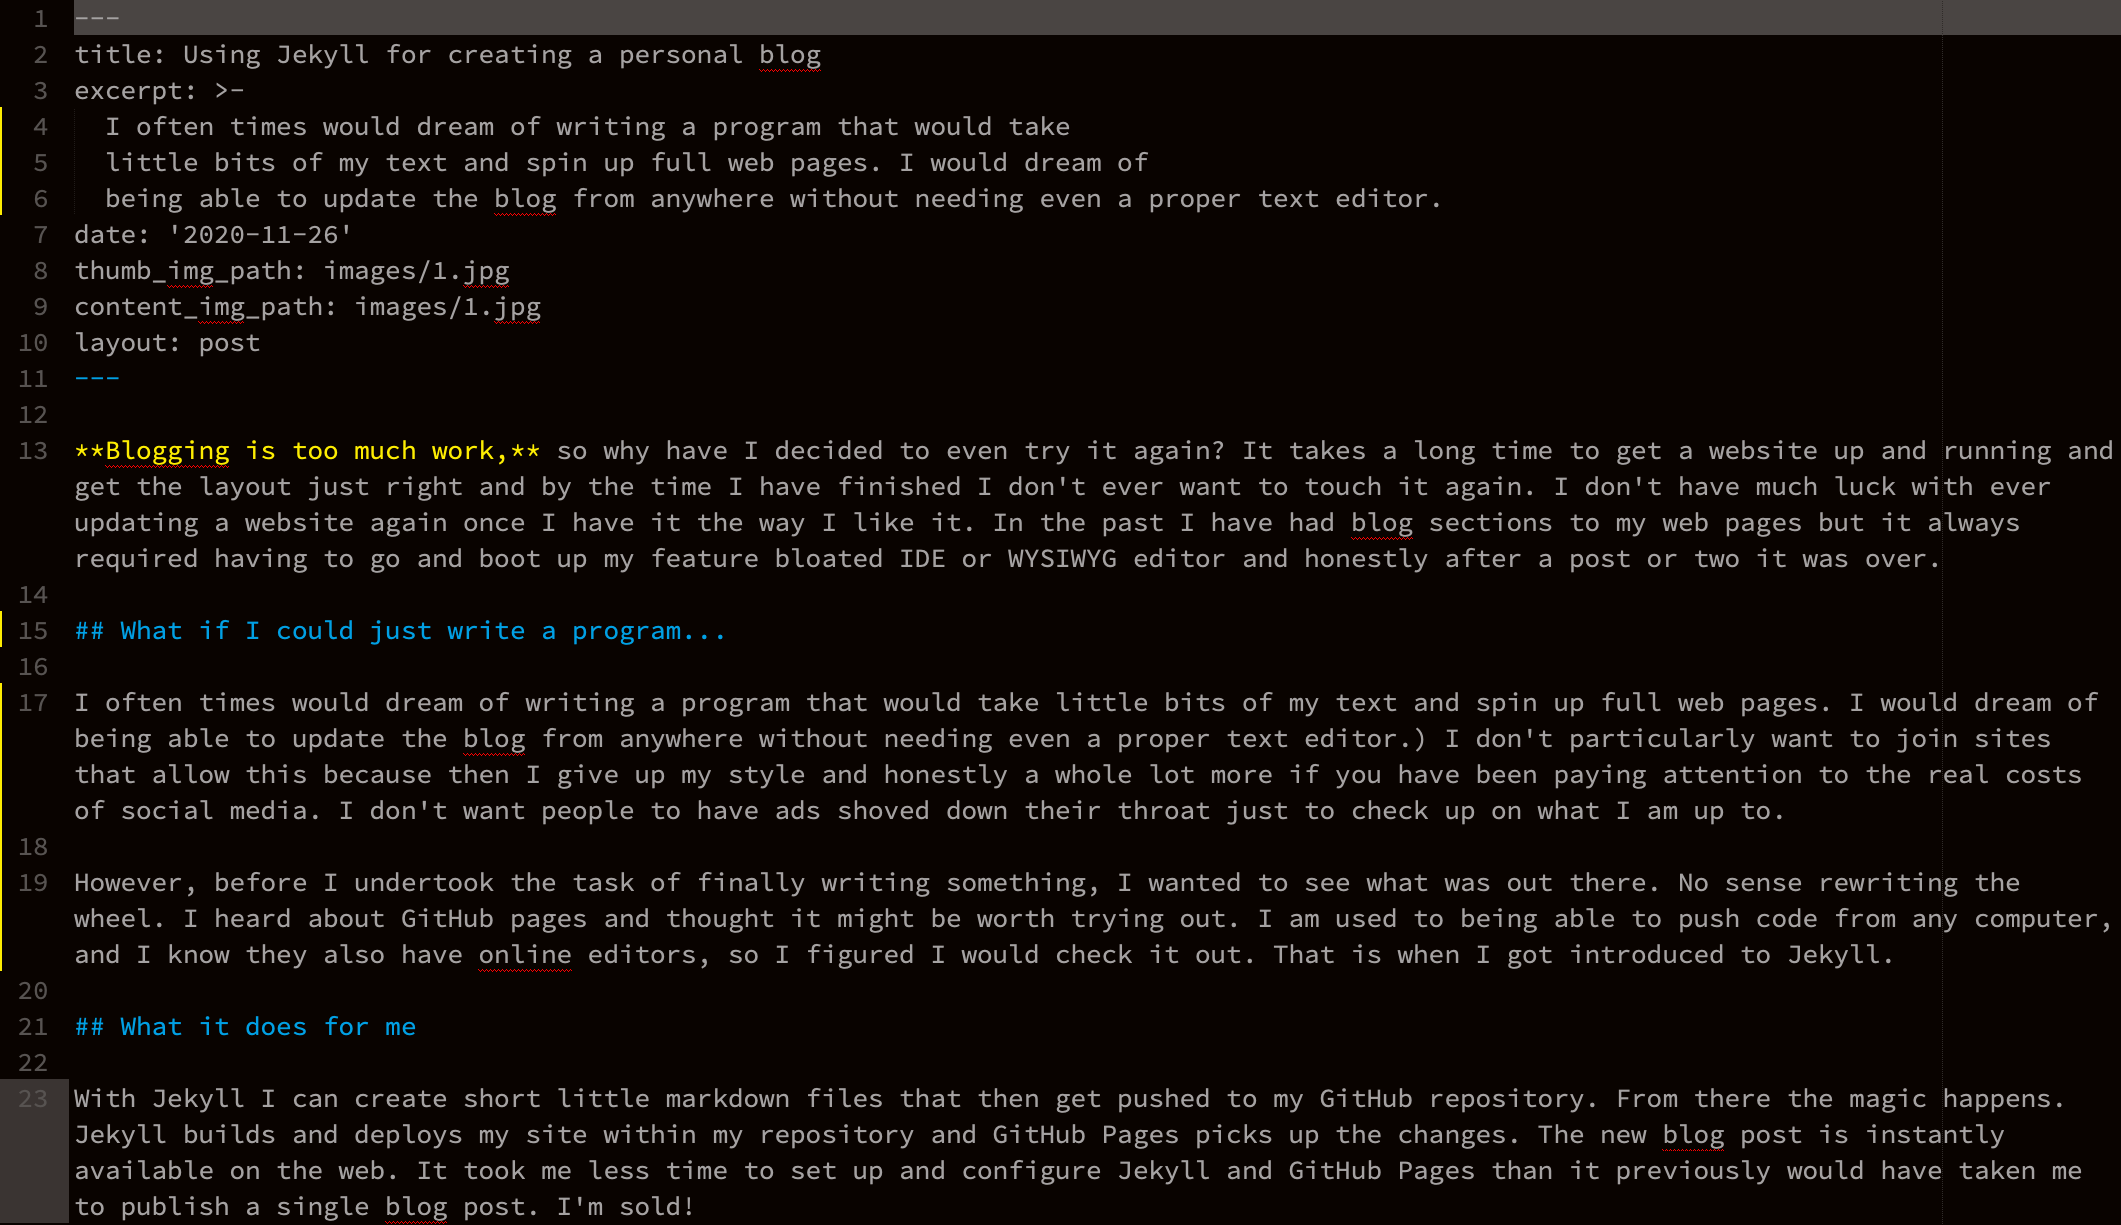 1 ---
2 title: Using Jekyll for creating a personal blog
3 excerpt: >-
4 I often times would dream of writing a program that would take
5 little bits of my text and spin up full web pages. I would dream of
6 being able to update the blog from anywhere without needing even a proper text editor.
7 date: '2020-11-26'
8 thumb_img_path: images/1.jpg
9 content_img_path: images/1.jpg
10 layout: post
11 ---
12
13 **Blogging is too much work,** so why have I decided to even try it again? It takes a long time to get a website up and running and
get the layout just right and by the time I have finished I don't ever want to touch it again. I don't have much luck with ever
updating a website again once I have it the way I like it. In the past I have had blog sections to my web pages but it always
required having to go and boot up my feature bloated IDE or WYSIWYG editor and honestly after a post or two it was over.
14
15 ## What if I could just write a program...
16
17 I often times would dream of writing a program that would take little bits of my text and spin up full web pages. I would dream of
being able to update the blog from anywhere without needing even a proper text editor.) I don't particularly want to join sites
that allow this because then I give up my style and honestly a whole lot more if you have been paying attention to the real costs
of social media. I don't want people to have ads shoved down their throat just to check up on what I am up to.
18
19 However, before I undertook the task of finally writing something, I wanted to see what was out there. No sense rewriting the
wheel. I heard about GitHub pages and thought it might be worth trying out. I am used to being able to push code from any computer,
and I know they also have online editors, so I figured I would check it out. That is when I got introduced to Jekyll.
20
21 ## What it does for me
22
23 With Jekyll I can create short little markdown files that then get pushed to my GitHub repository. From there the magic happens.
Jekyll builds and deploys my site within my repository and GitHub Pages picks up the changes. The new blog post is instantly
available on the web. It took me less time to set up and configure Jekyll and GitHub Pages than it previously would have taken me
to publish a single blog post. I'm sold!